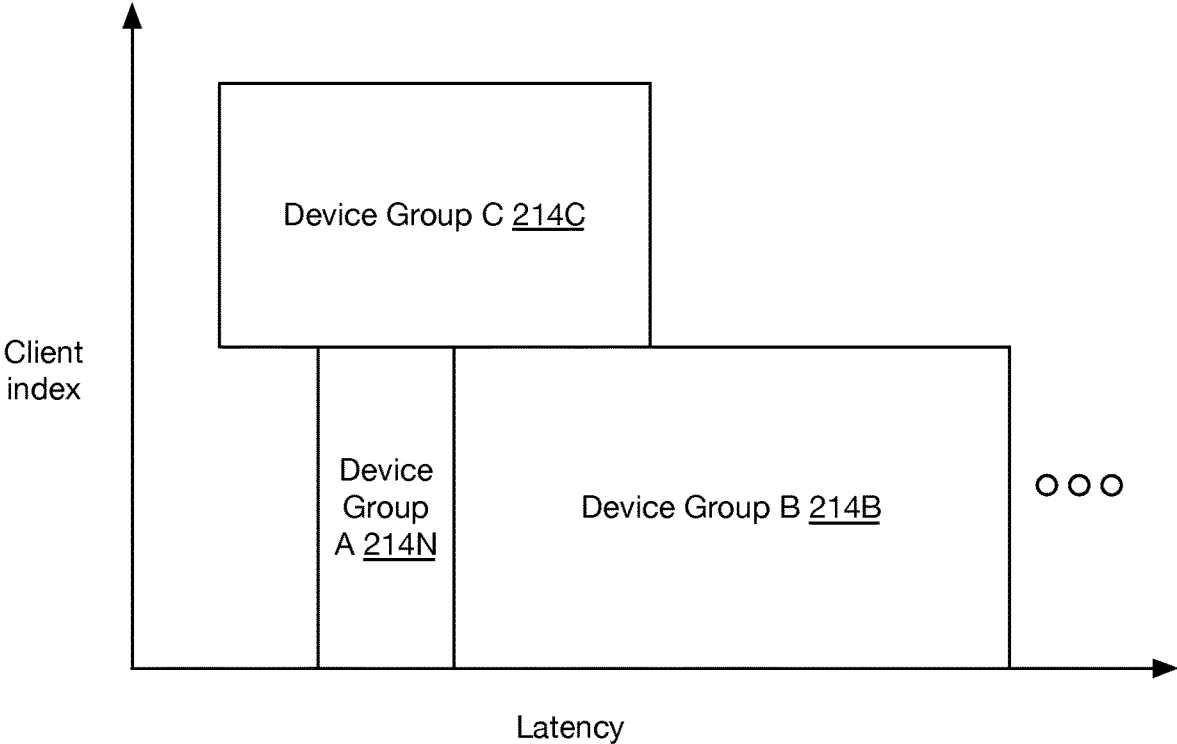 Device Group C 214C
Client
index
Device
Group
A 214N
Device Group B 214B
Latency